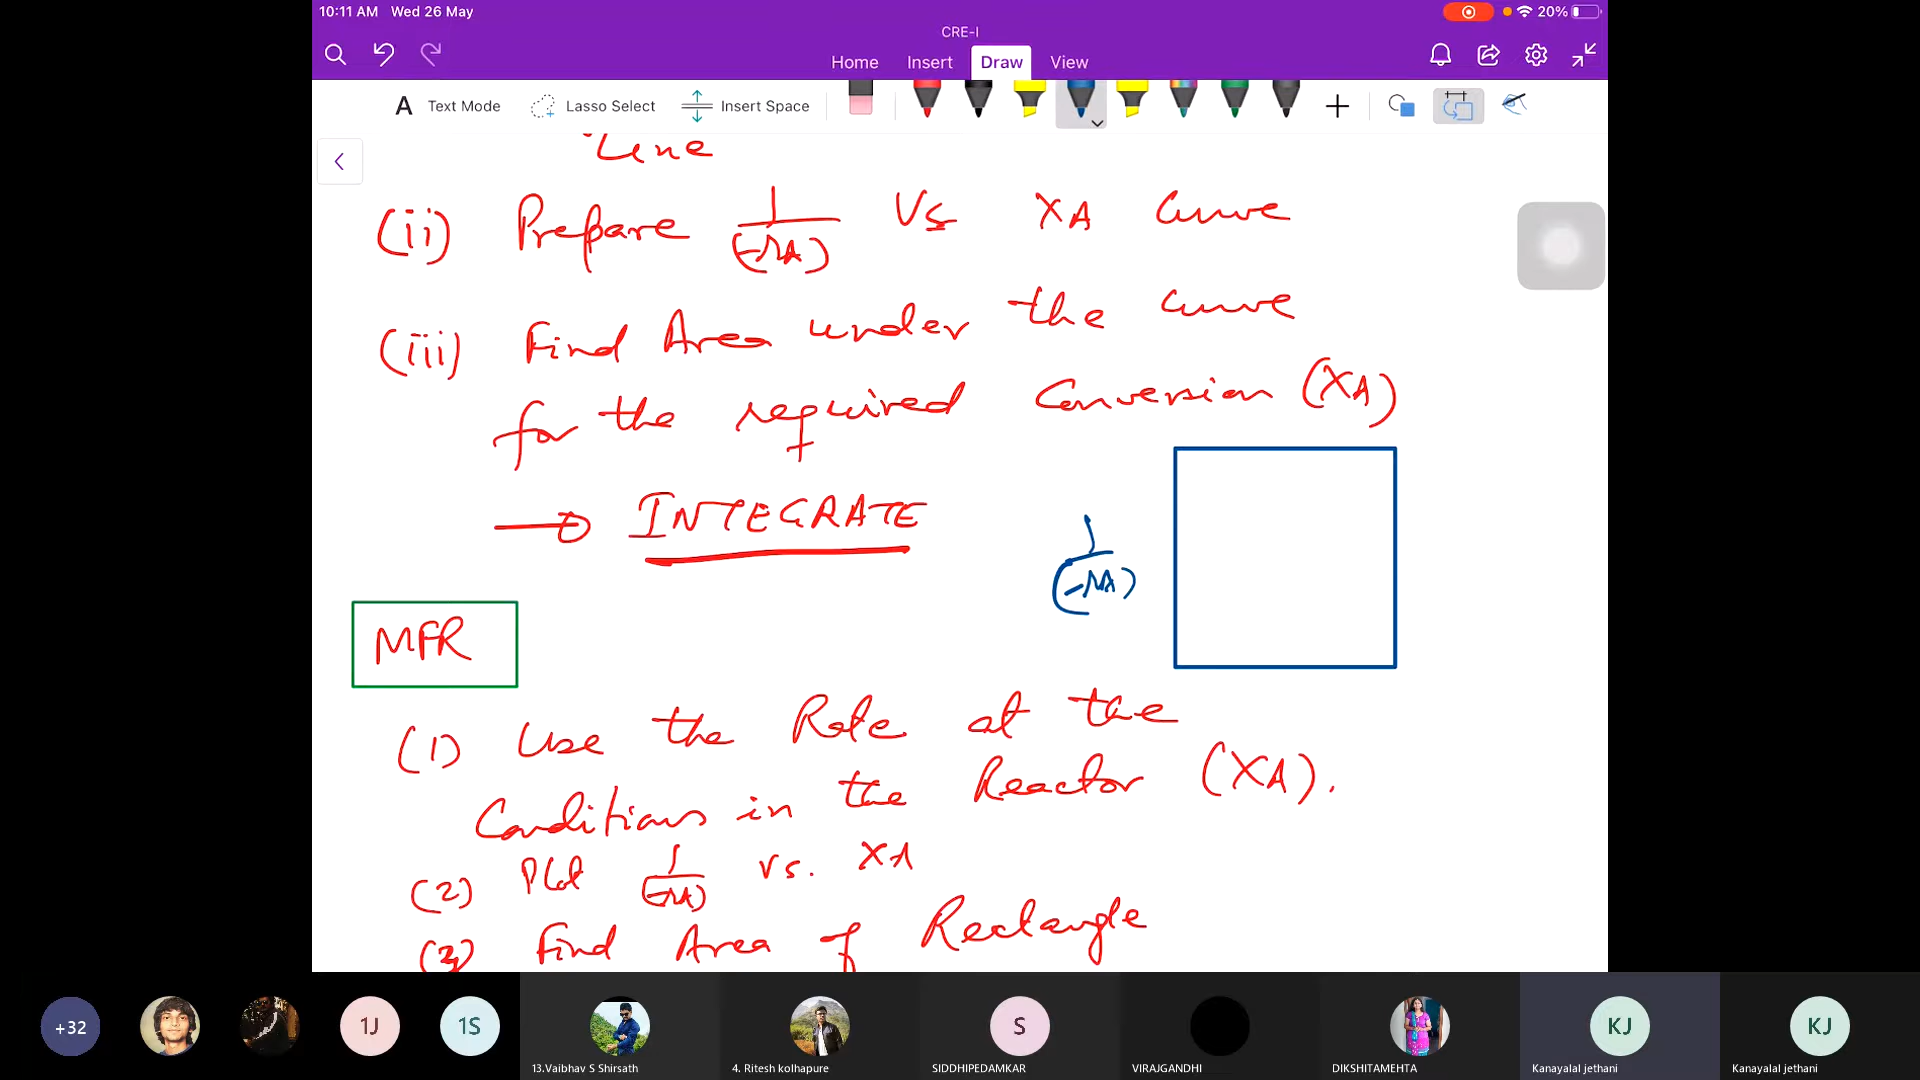 10:11 AM Wed 26 May
20%
CRE-I
Home Insert Draw View
A Text Mode Lasso Select Insert Space
Line
(ii) Prepare 1/(-rA) Vs XA curve
(iii) Find Area under the curve
for the required Conversion (XA)
→ INTEGRATE
1/(-rA)
MFR
(1) Use the Rate at the
Conditions in the Reactor (XA).
(2) Plot 1/(-rA) vs. XA
(3) Find Area of Rectangle
+32 1J 1S S KJ KJ
13.Vaibhav S Shirsath 4. Ritesh kolhapure SIDDHIPEDAMKAR VIRAJGANDHI DIKSHITAMEHTA Kanayalal jethani Kanayalal jethani